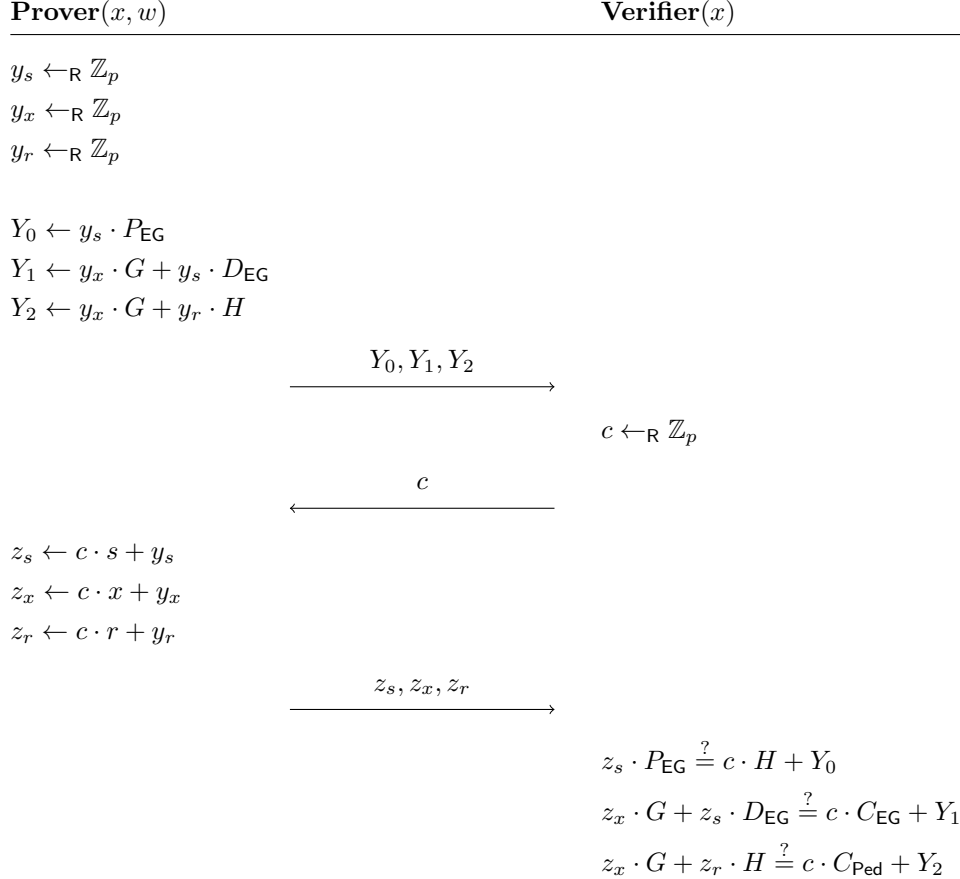 Prover(x, w) Verifier(x)
y_s ←_R ℤ_p
y_x ←_R ℤ_p
y_r ←_R ℤ_p
Y_0 ← y_s · P_EG
Y_1 ← y_x · G + y_s · D_EG
Y_2 ← y_x · G + y_r · H
Y_0, Y_1, Y_2
c ←_R ℤ_p
c
z_s ← c · s + y_s
z_x ← c · x + y_x
z_r ← c · r + y_r
z_s, z_x, z_r
z_s · P_EG ≟ c · H + Y_0
z_x · G + z_s · D_EG ≟ c · C_EG + Y_1
z_x · G + z_r · H ≟ c · C_Ped + Y_2